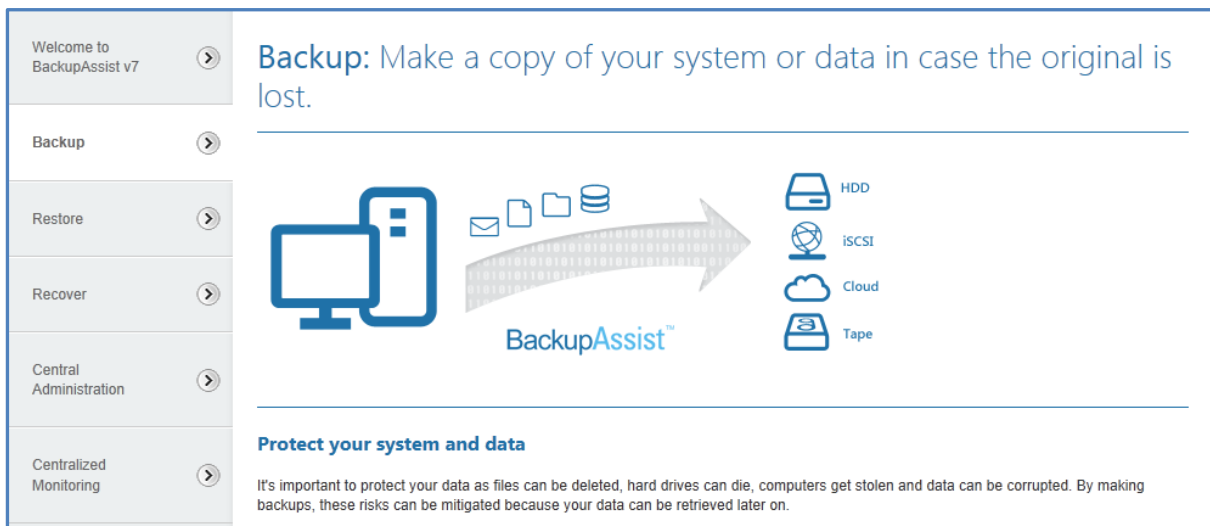 Welcome to
BackupAssist v7
Backup
Restore
Recover
Central
Administration
Centralized
Monitoring
Backup: Make a copy of your system or data in case the original is
lost.
HDD
iSCSI
Cloud
Tape
BackupAssist™
Protect your system and data
It's important to protect your data as files can be deleted, hard drives can die, computers get stolen and data can be corrupted. By making
backups, these risks can be mitigated because your data can be retrieved later on.